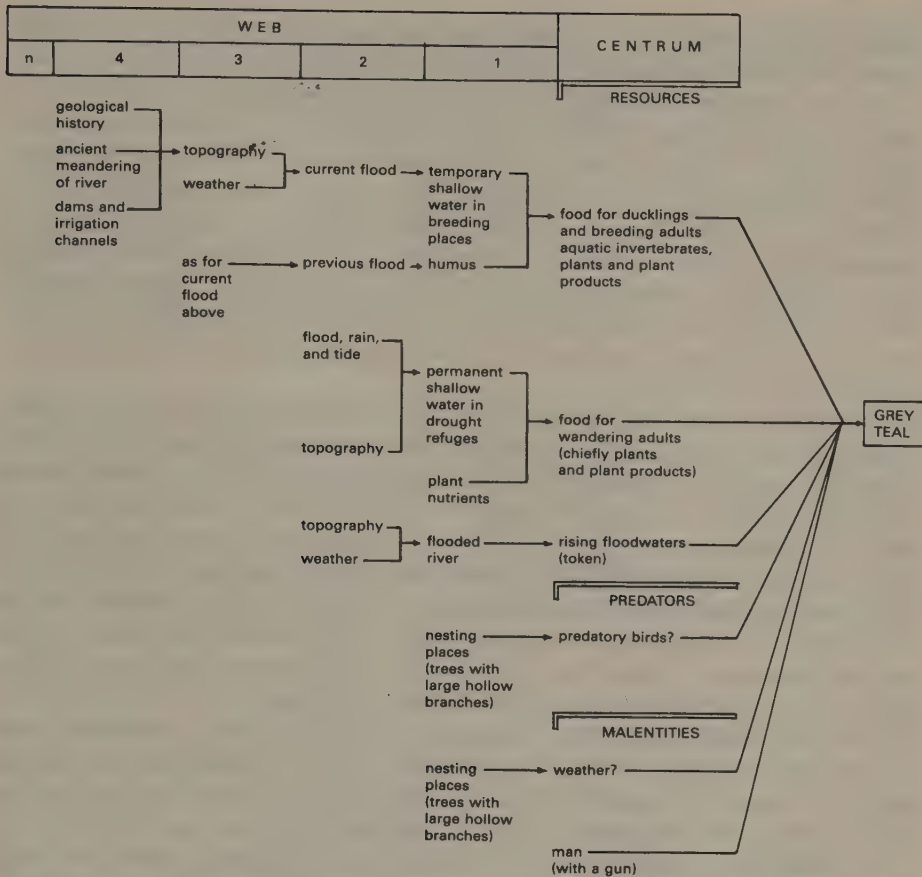 WEB
CENTRUM
n 4 3 2 1
RESOURCES
geological
history
ancient
meandering
of river
dams and
irrigation
channels
topography
weather
current flood
temporary
shallow
water in
breeding
places
as for
current
flood
above
previous flood
humus
food for ducklings
and breeding adults
aquatic invertebrates,
plants and plant
products
flood, rain,
and tide
topography
permanent
shallow
water in
drought
refuges
plant
nutrients
food for
wandering adults
(chiefly plants
and plant products)
GREY
TEAL
topography
weather
flooded
river
rising floodwaters
(token)
PREDATORS
nesting
places
(trees with
large hollow
branches)
predatory birds?
MALENTITIES
nesting
places
(trees with
large hollow
branches)
weather?
man
(with a gun)